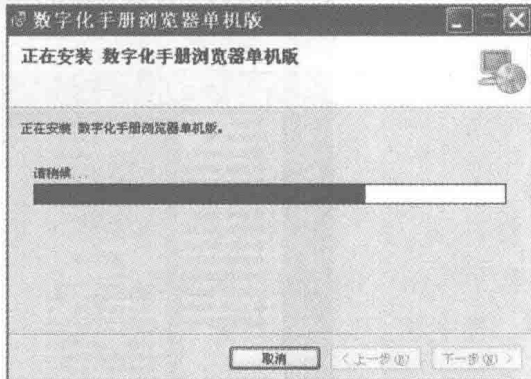 数字化手册浏览器单机版
正在安装 数字化手册浏览器单机版
正在安装 数字化手册浏览器单机版。
请稍候...
取消
< 上一步(B)
下一步(N) >